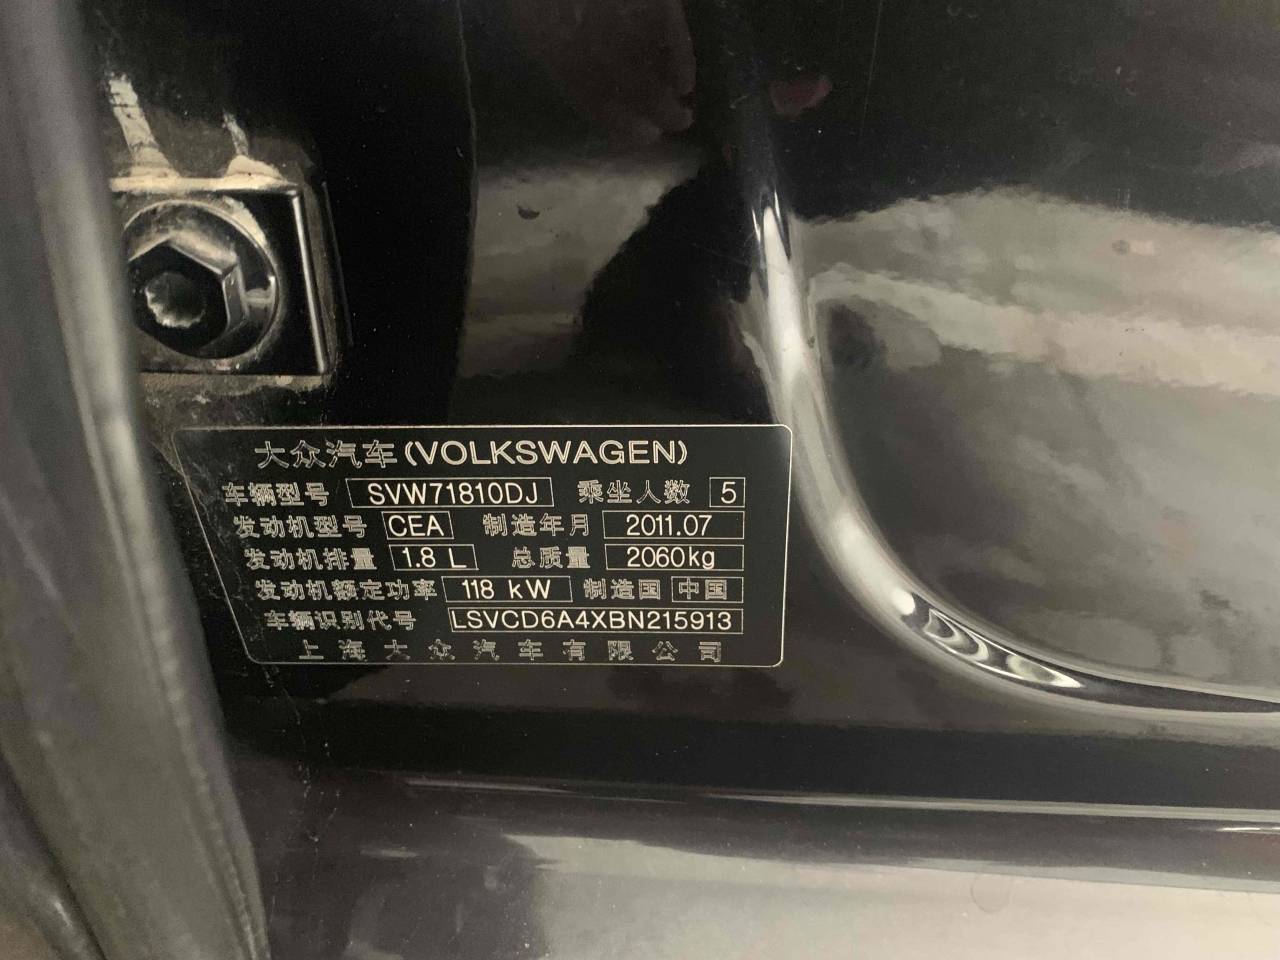 大众汽车(VOLKSWAGEN)
车辆型号 SVW71810DJ 乘坐人数 5
发动机型号 CEA 制造年月 2011.07
发动机排量 1.8 L 总质量 2060kg
发动机额定功率 118 kW 制造国 中国
车辆识别代号 LSVCD6A4XBN215913
上海大众汽车有限公司